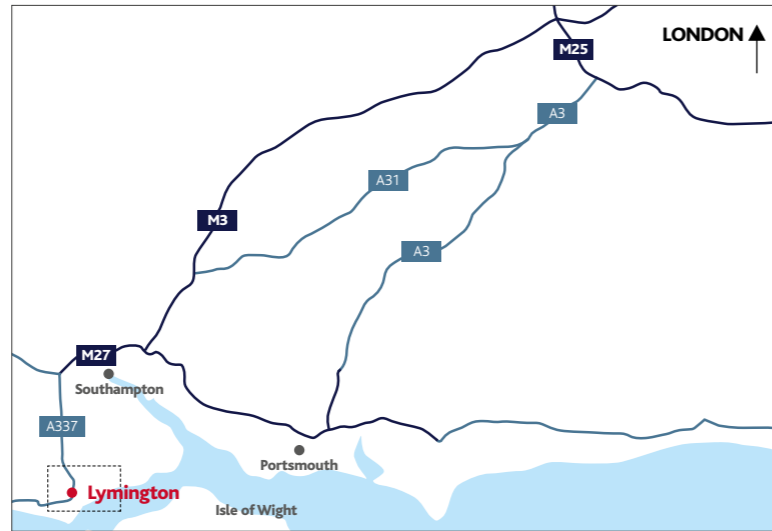 LONDON
M25
A3
A31
M3
A3
M27
Southampton
A337
Portsmouth
Lymington
Isle of Wight